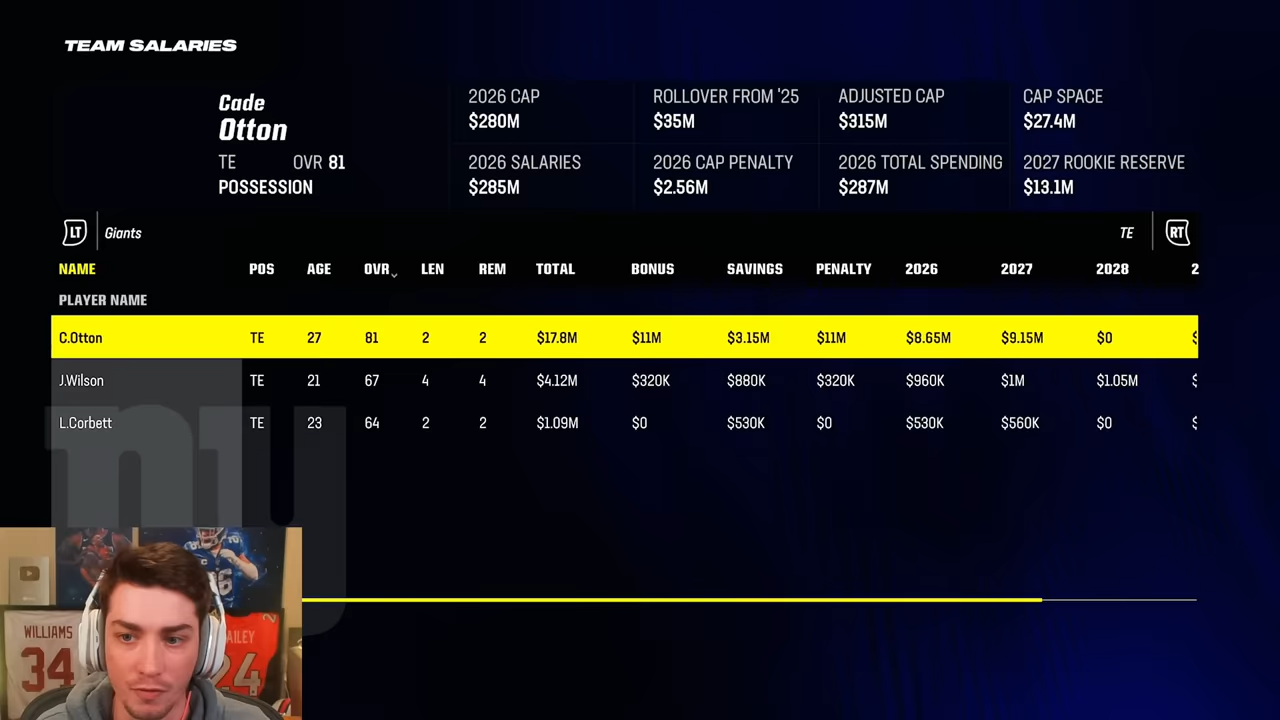 TEAM SALARIES
Cade
Otton
TE OVR 81
POSSESSION
2026 CAP ROLLOVER FROM '25 ADJUSTED CAP CAP SPACE
$280M $35M $315M $27.4M
2026 SALARIES 2026 CAP PENALTY 2026 TOTAL SPENDING 2027 ROOKIE RESERVE
$285M $2.56M $287M $13.1M
LT Giants TE RT
NAME POS AGE OVR LEN REM TOTAL BONUS SAVINGS PENALTY 2026 2027 2028 2
PLAYER NAME
C.Otton TE 27 81 2 2 $17.8M $11M $3.15M $11M $8.65M $9.15M $0 $
J.Wilson TE 21 67 4 4 $4.12M $320K $880K $320K $960K $1M $1.05M $
L.Corbett TE 23 64 2 2 $1.09M $0 $530K $0 $530K $560K $0 $
ny
WILLIAMS
34
AILEY
24
2